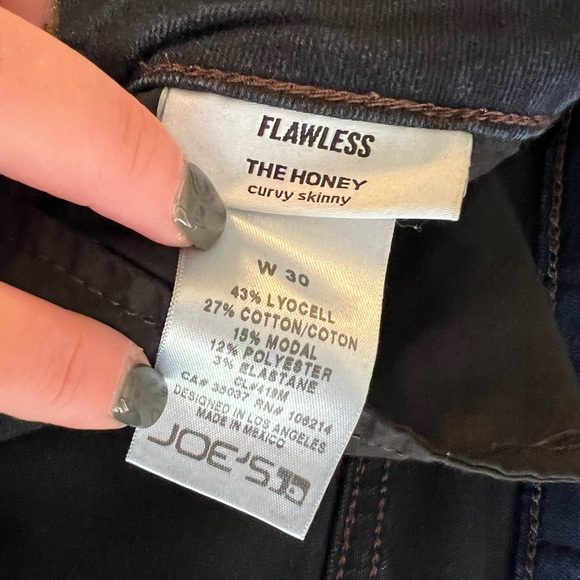 FLAWLESS
THE HONEY
curvy skinny
W 30
43% LYOCELL
27% COTTON/COTON
15% MODAL
12% POLYESTER
3% ELASTANE
CL#419M
CA# 35037 RN# 106214
DESIGNED IN LOS ANGELES
MADE IN MEXICO
JOE'S